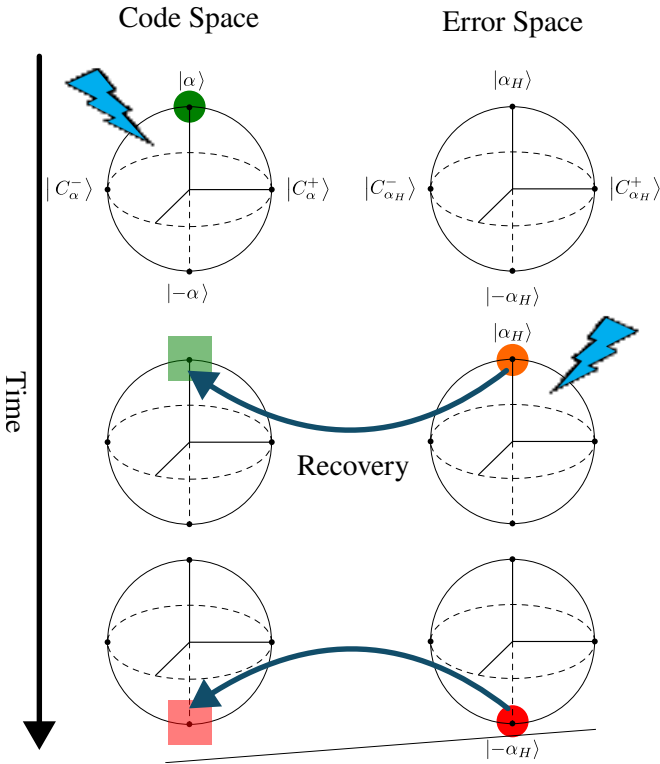 Code Space
Error Space
|α⟩
|α_H⟩
|C_α^-⟩
|C_α^+⟩
|C_{α_H}^-⟩
|C_{α_H}^+⟩
|−α⟩
|−α_H⟩
|α_H⟩
Time
Recovery
|−α_H⟩